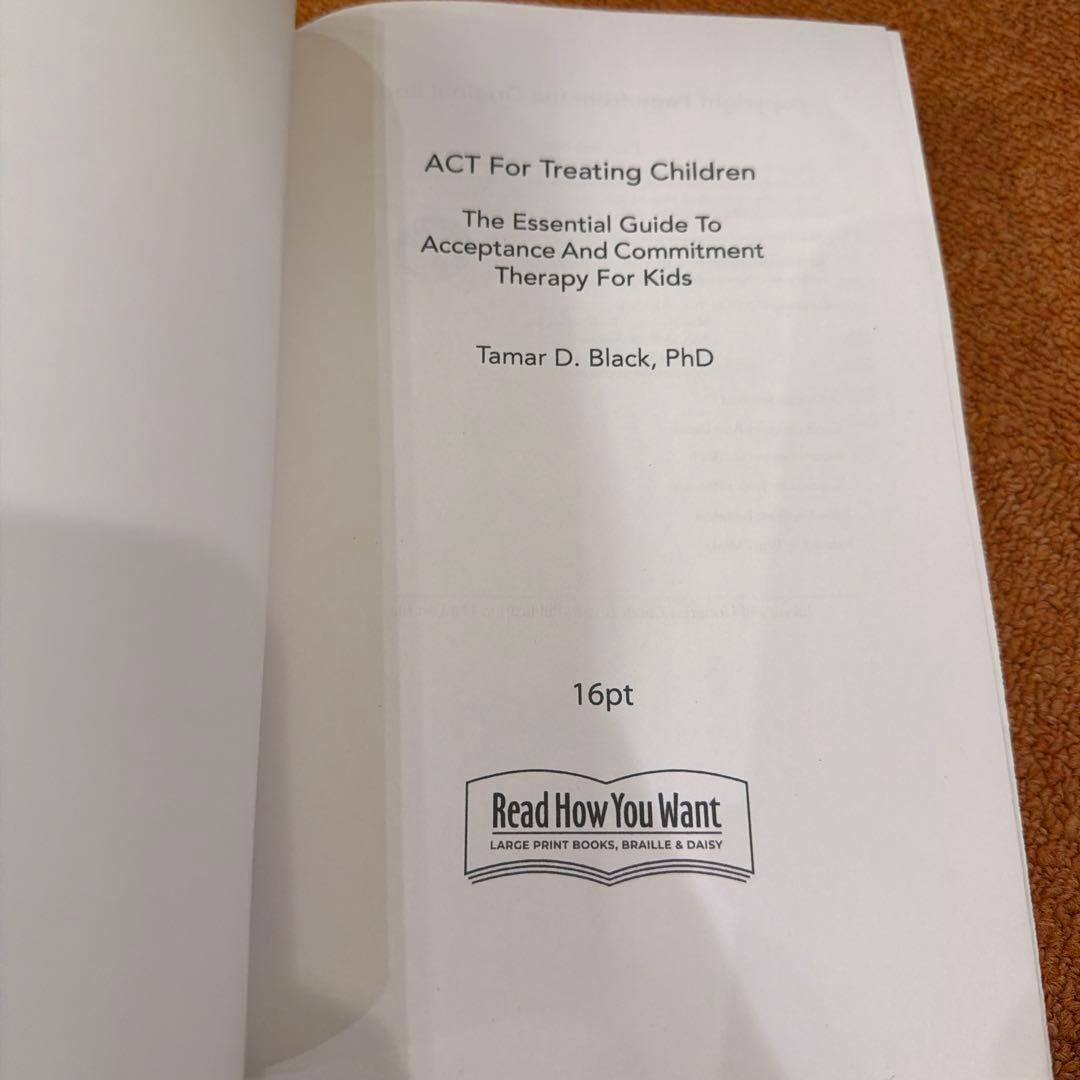 ACT For Treating Children
The Essential Guide To
Acceptance And Commitment
Therapy For Kids
Tamar D. Black, PhD
16pt
Read How You Want
LARGE PRINT BOOKS, BRAILLE & DAISY